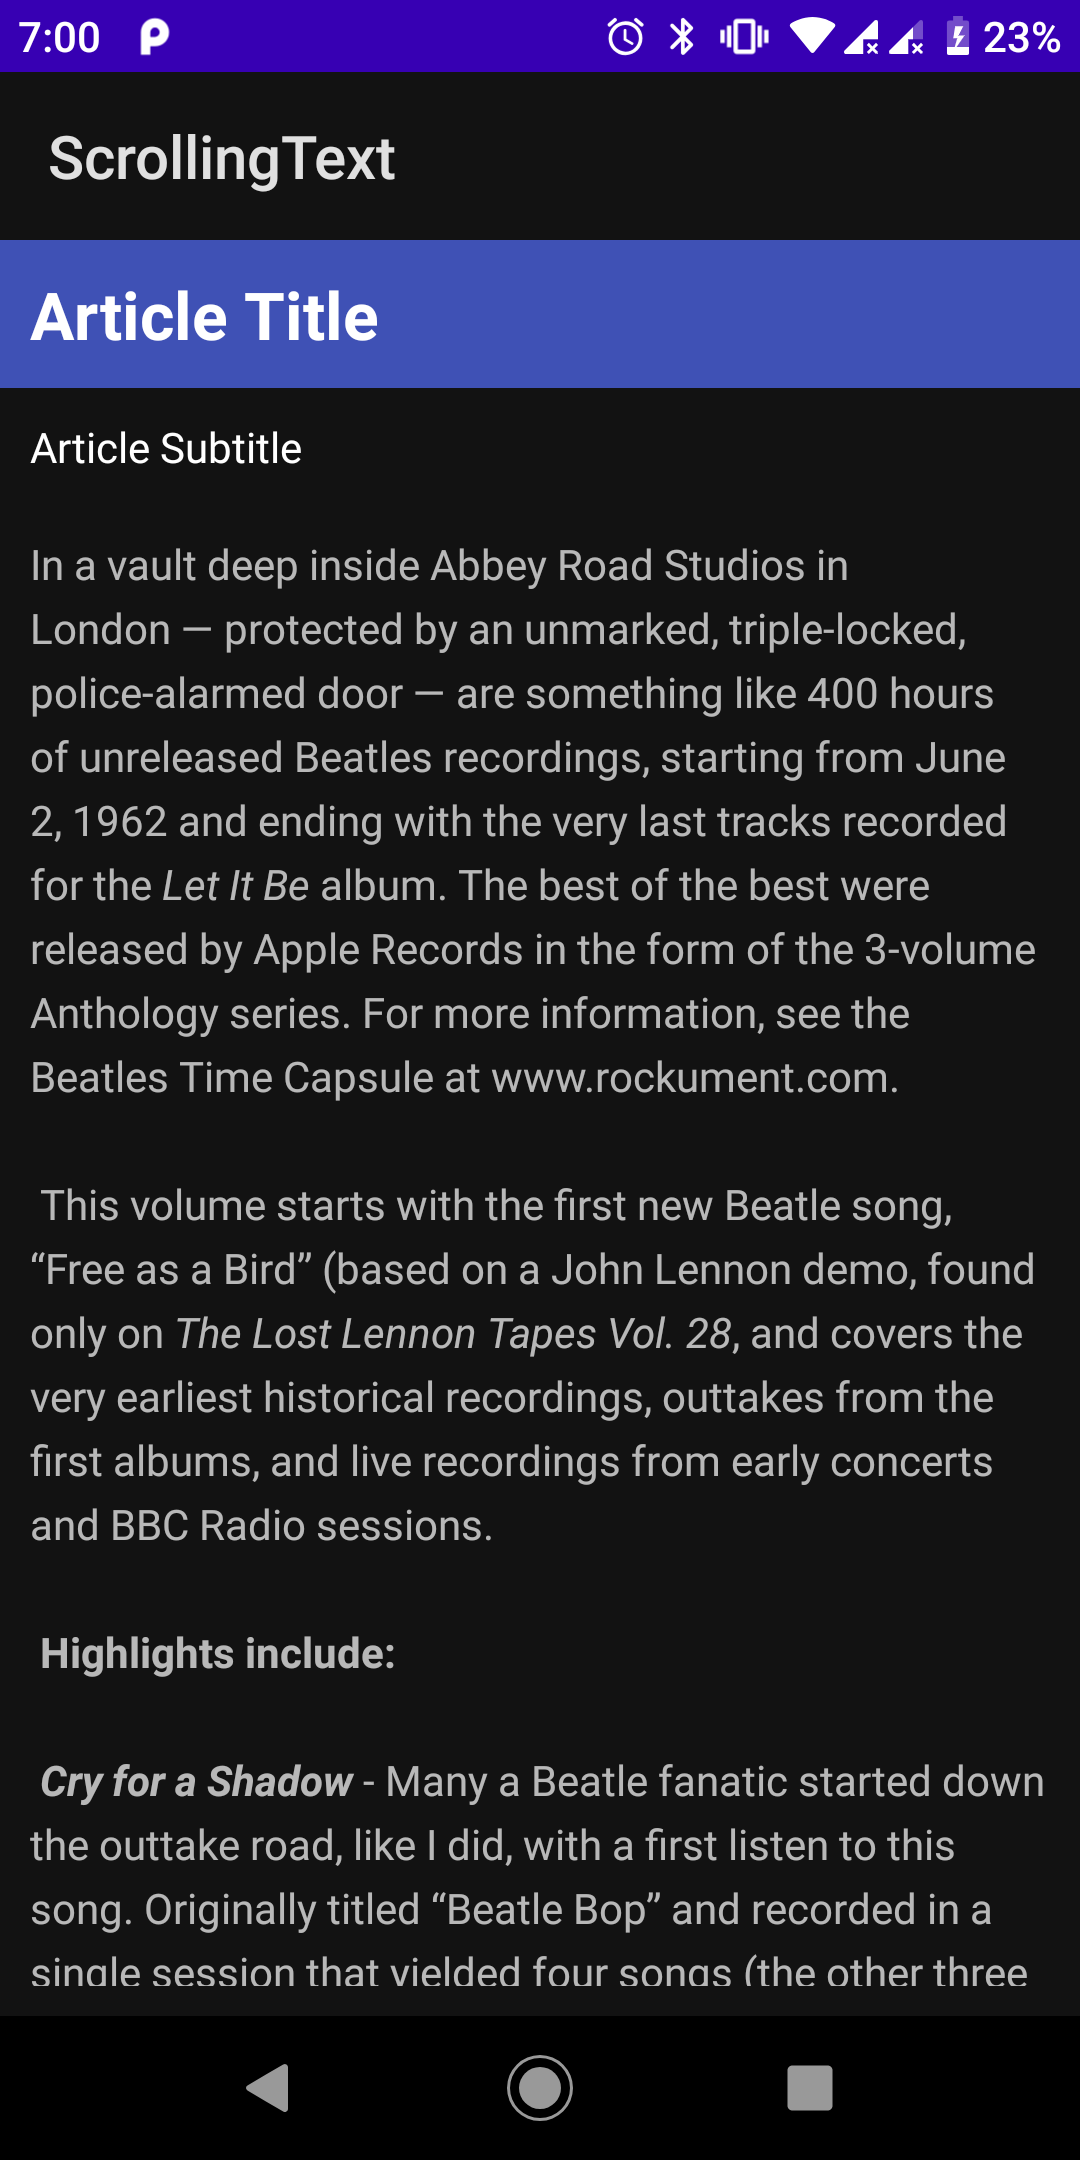 7:00 23%
ScrollingText
Article Title
Article Subtitle
In a vault deep inside Abbey Road Studios in
London — protected by an unmarked, triple-locked,
police-alarmed door — are something like 400 hours
of unreleased Beatles recordings, starting from June
2, 1962 and ending with the very last tracks recorded
for the Let It Be album. The best of the best were
released by Apple Records in the form of the 3-volume
Anthology series. For more information, see the
Beatles Time Capsule at www.rockument.com.
This volume starts with the first new Beatle song,
“Free as a Bird” (based on a John Lennon demo, found
only on The Lost Lennon Tapes Vol. 28, and covers the
very earliest historical recordings, outtakes from the
first albums, and live recordings from early concerts
and BBC Radio sessions.
Highlights include:
Cry for a Shadow - Many a Beatle fanatic started down
the outtake road, like I did, with a first listen to this
song. Originally titled “Beatle Bop” and recorded in a
single session that yielded four songs (the other three